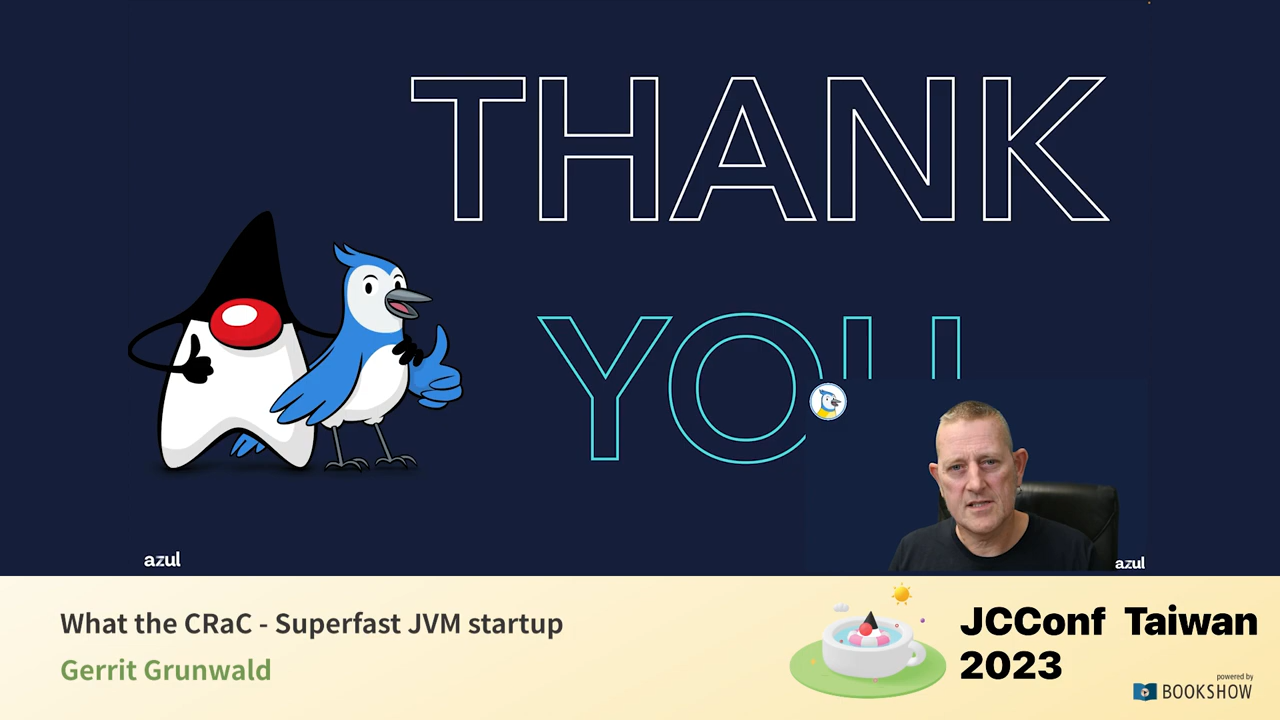 THANK
YOU
azul
azul
What the CRaC - Superfast JVM startup
Gerrit Grunwald
JCConf Taiwan
2023
powered by
BOOKSHOW